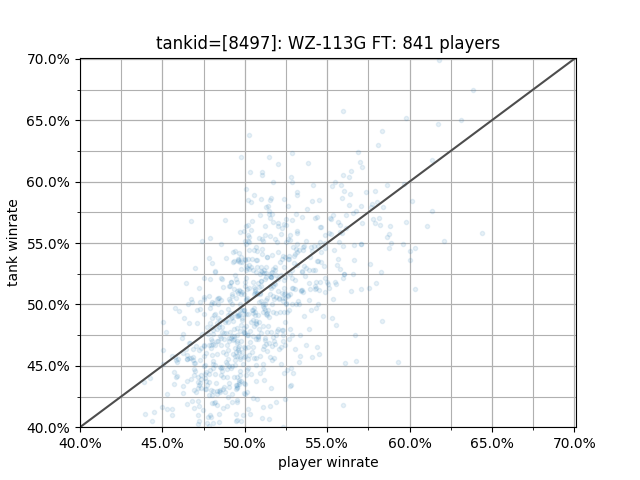 tankid=[8497]: WZ-113G FT: 841 players
70.0%
65.0%
60.0%
55.0%
50.0%
45.0%
40.0%
tank winrate
40.0% 45.0% 50.0% 55.0% 60.0% 65.0% 70.0%
player winrate